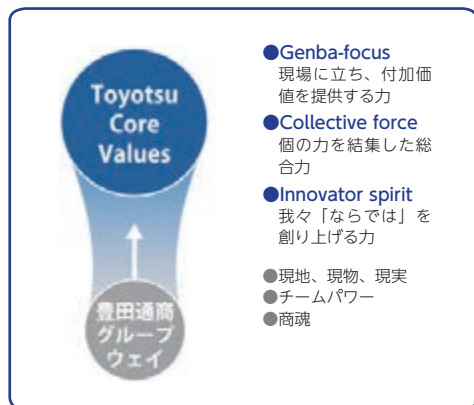 Toyotsu
Core
Values
豊田通商
グループ
ウェイ
●Genba-focus
現場に立ち、付加価
値を提供する力
●Collective force
個の力を結集した総
合力
●Innovator spirit
我々「ならでは」を
創り上げる力
●現地、現物、現実
●チームパワー
●商魂